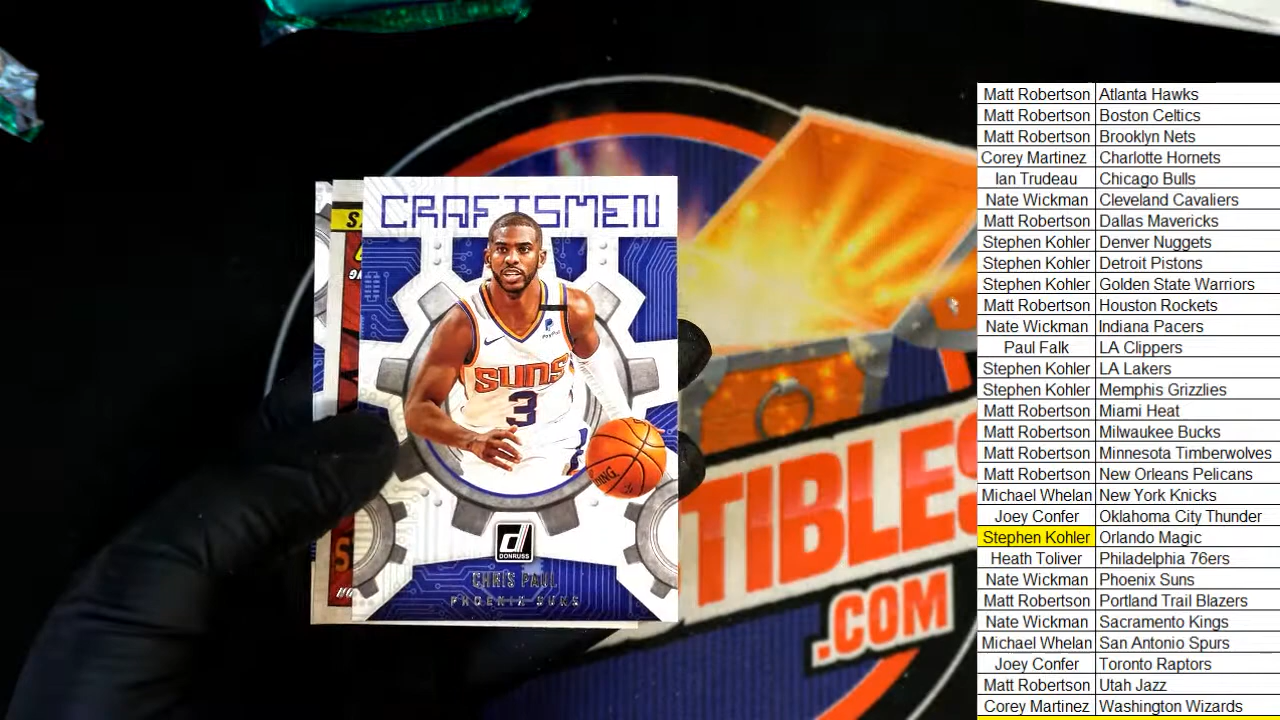 CRAFTSMEN
PayPal
SUNS
3
DONRUSS
CHRIS PAUL
PHOENIX SUNS
TIBLES
.COM
Matt Robertson Atlanta Hawks
Matt Robertson Boston Celtics
Matt Robertson Brooklyn Nets
Corey Martinez Charlotte Hornets
Ian Trudeau Chicago Bulls
Nate Wickman Cleveland Cavaliers
Matt Robertson Dallas Mavericks
Stephen Kohler Denver Nuggets
Stephen Kohler Detroit Pistons
Stephen Kohler Golden State Warriors
Matt Robertson Houston Rockets
Nate Wickman Indiana Pacers
Paul Falk LA Clippers
Stephen Kohler LA Lakers
Stephen Kohler Memphis Grizzlies
Matt Robertson Miami Heat
Matt Robertson Milwaukee Bucks
Matt Robertson Minnesota Timberwolves
Matt Robertson New Orleans Pelicans
Michael Whelan New York Knicks
Joey Confer Oklahoma City Thunder
Stephen Kohler Orlando Magic
Heath Toliver Philadelphia 76ers
Nate Wickman Phoenix Suns
Matt Robertson Portland Trail Blazers
Nate Wickman Sacramento Kings
Michael Whelan San Antonio Spurs
Joey Confer Toronto Raptors
Matt Robertson Utah Jazz
Corey Martinez Washington Wizards